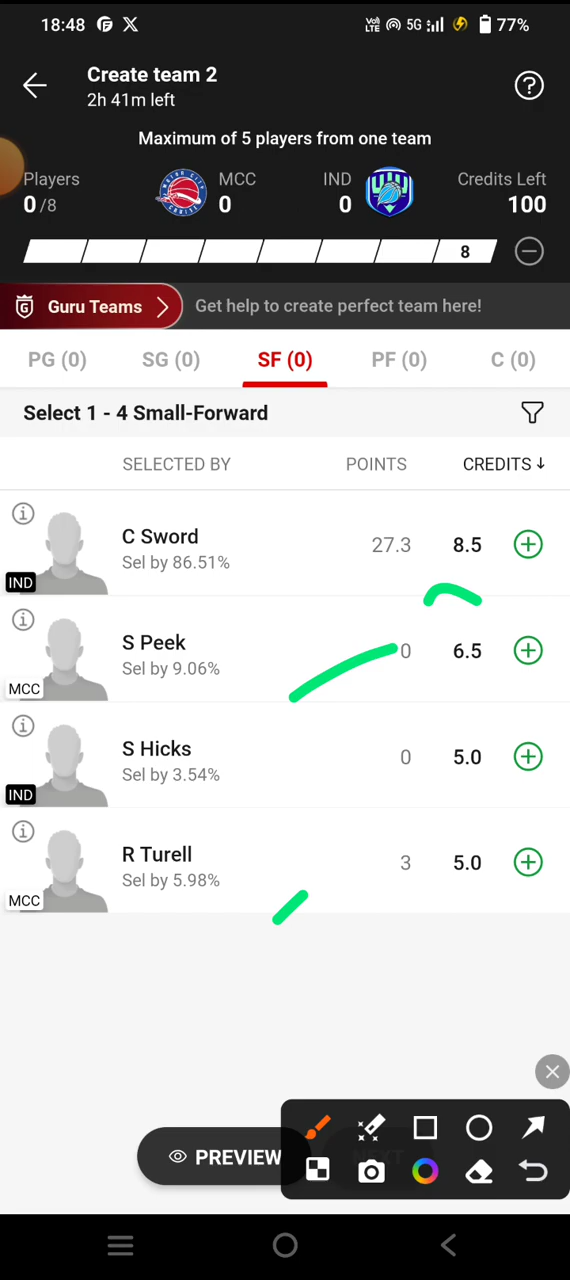 18:48 Vo) LTE 5G 77%
Create team 2
2h 41m left
Maximum of 5 players from one team
Players MCC IND Credits Left
0 /8 0 0 100
8
G Guru Teams Get help to create perfect team here!
PG (0) SG (0) SF (0) PF (0) C (0)
Select 1 - 4 Small-Forward
SELECTED BY POINTS CREDITS ↓
C Sword 27.3 8.5
Sel by 86.51%
IND
S Peek 0 6.5
Sel by 9.06%
MCC
S Hicks 0 5.0
Sel by 3.54%
IND
R Turell 3 5.0
Sel by 5.98%
MCC
PREVIEW NEXT